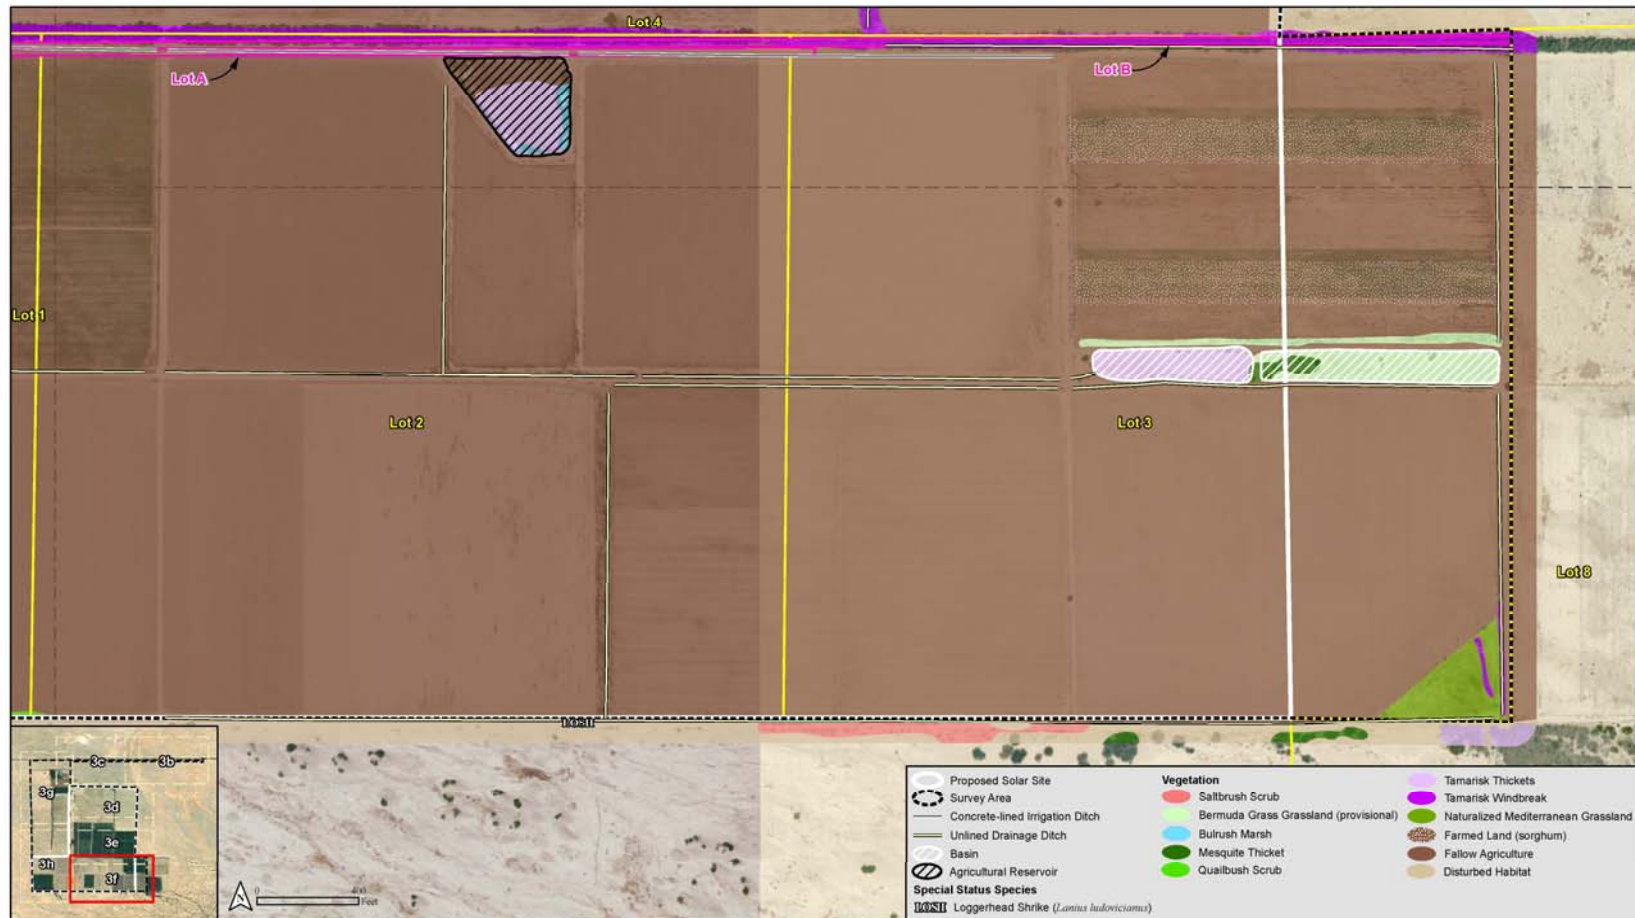 Lot 4
Lot A
Lot B
Lot 1
Lot 2
Lot 3
Lot 8
LOSH
3c
3b
3g
3d
3e
3h
3f
0
400
Feet
Proposed Solar Site
Survey Area
Concrete-lined Irrigation Ditch
Unlined Drainage Ditch
Basin
Agricultural Reservoir
Special Status Species
LOSH Loggerhead Shrike (Lanius ludovicianus)
Vegetation
Saltbrush Scrub
Bermuda Grass Grassland (provisional)
Bulrush Marsh
Mesquite Thicket
Quailbush Scrub
Tamarisk Thickets
Tamarisk Windbreak
Naturalized Mediterranean Grassland
Farmed Land (sorghum)
Fallow Agriculture
Disturbed Habitat